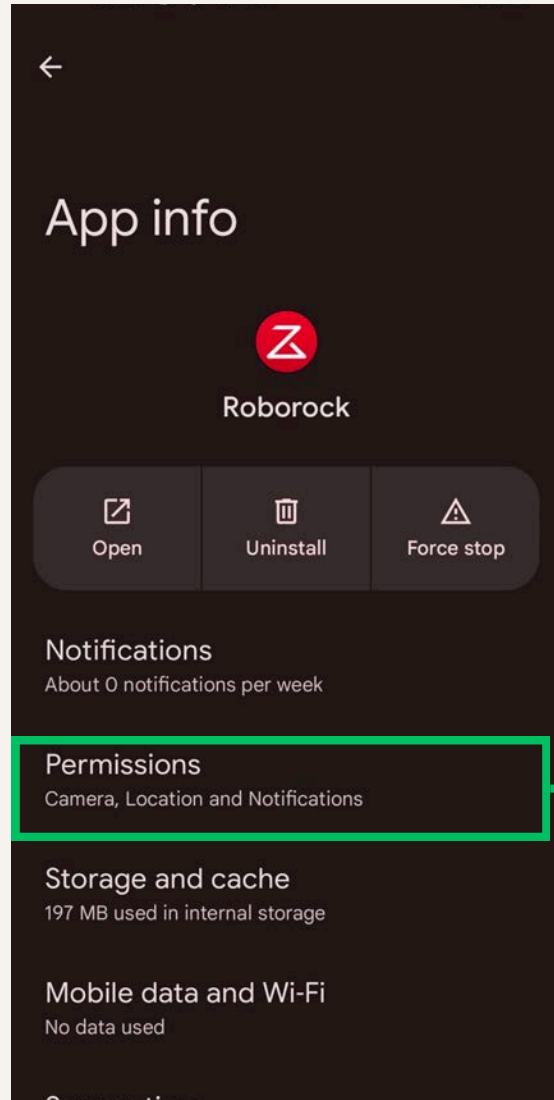 App info
Roborock
Open
Uninstall
Force stop
Notifications
About 0 notifications per week
Permissions
Camera, Location and Notifications
Storage and cache
197 MB used in internal storage
Mobile data and Wi-Fi
No data used